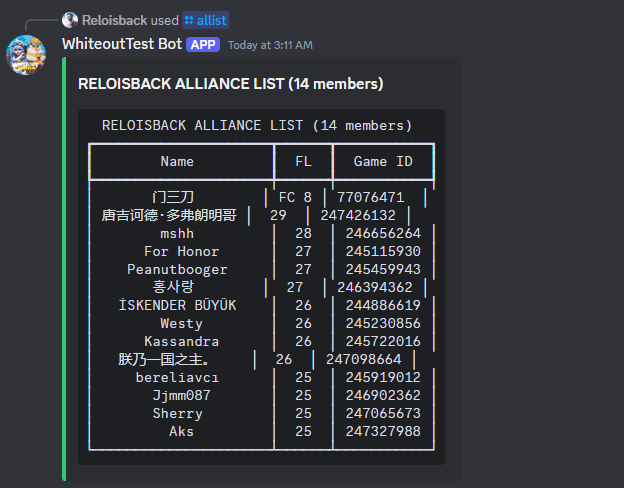 Reloisback used allist
WhiteoutTest Bot APP Today at 3:11 AM
RELOISBACK ALLIANCE LIST (14 members)
RELOISBACK ALLIANCE LIST (14 members)
Name FL Game ID
门三刀 FC 8 77076471
唐吉诃德·多弗朗明哥 29 247426132
mshh 28 246656264
For Honor 27 245115930
Peanutbooger 27 245459943
홍사랑 27 246394362
İSKENDER BÜYÜK 26 244886619
Westy 26 245230856
Kassandra 26 245722016
朕乃一国之主。 26 247098664
bereliavcı 25 245919012
Jjmm087 25 246902362
Sherry 25 247065673
Aks 25 247327988